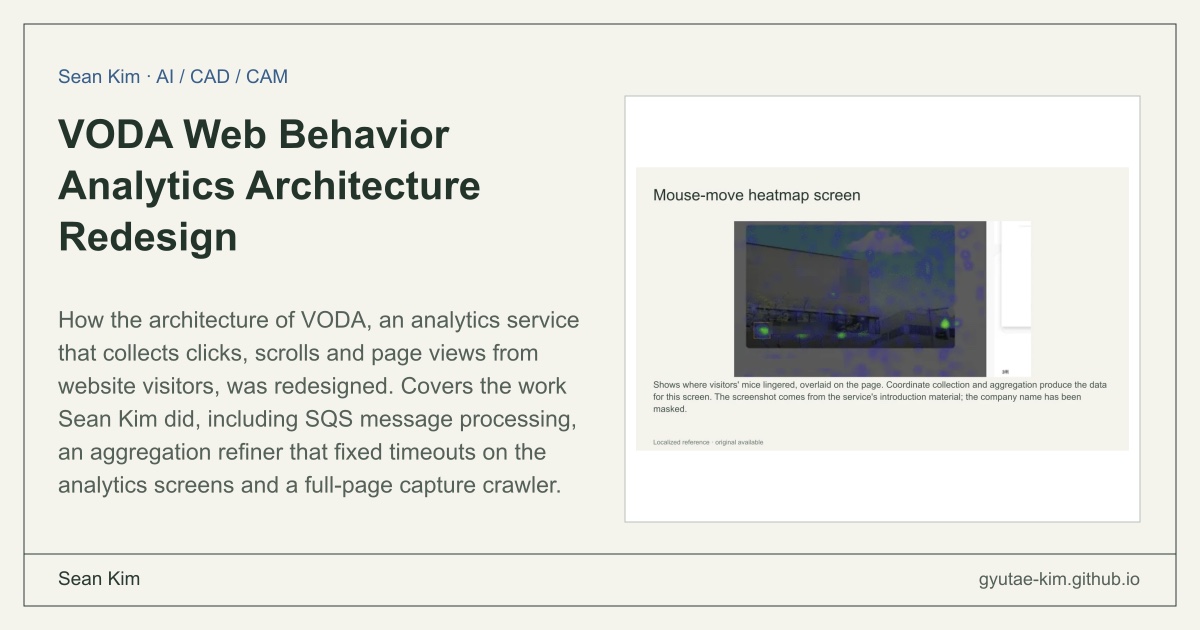 Sean Kim · AI / CAD / CAM
VODA Web Behavior
Analytics Architecture
Redesign
How the architecture of VODA, an analytics service
that collects clicks, scrolls and page views from
website visitors, was redesigned. Covers the work
Sean Kim did, including SQS message processing,
an aggregation refiner that fixed timeouts on the
analytics screens and a full-page capture crawler.
Mouse-move heatmap screen
Shows where visitors' mice lingered, overlaid on the page. Coordinate collection and aggregation produce the data
for this screen. The screenshot comes from the service's introduction material; the company name has been
masked.
Localized reference · original available
Sean Kim
gyutae-kim.github.io